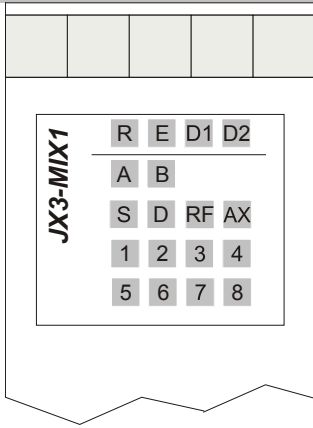 JX3-MIX1
R E D1 D2
A B
S D RF AX
1 2 3 4
5 6 7 8